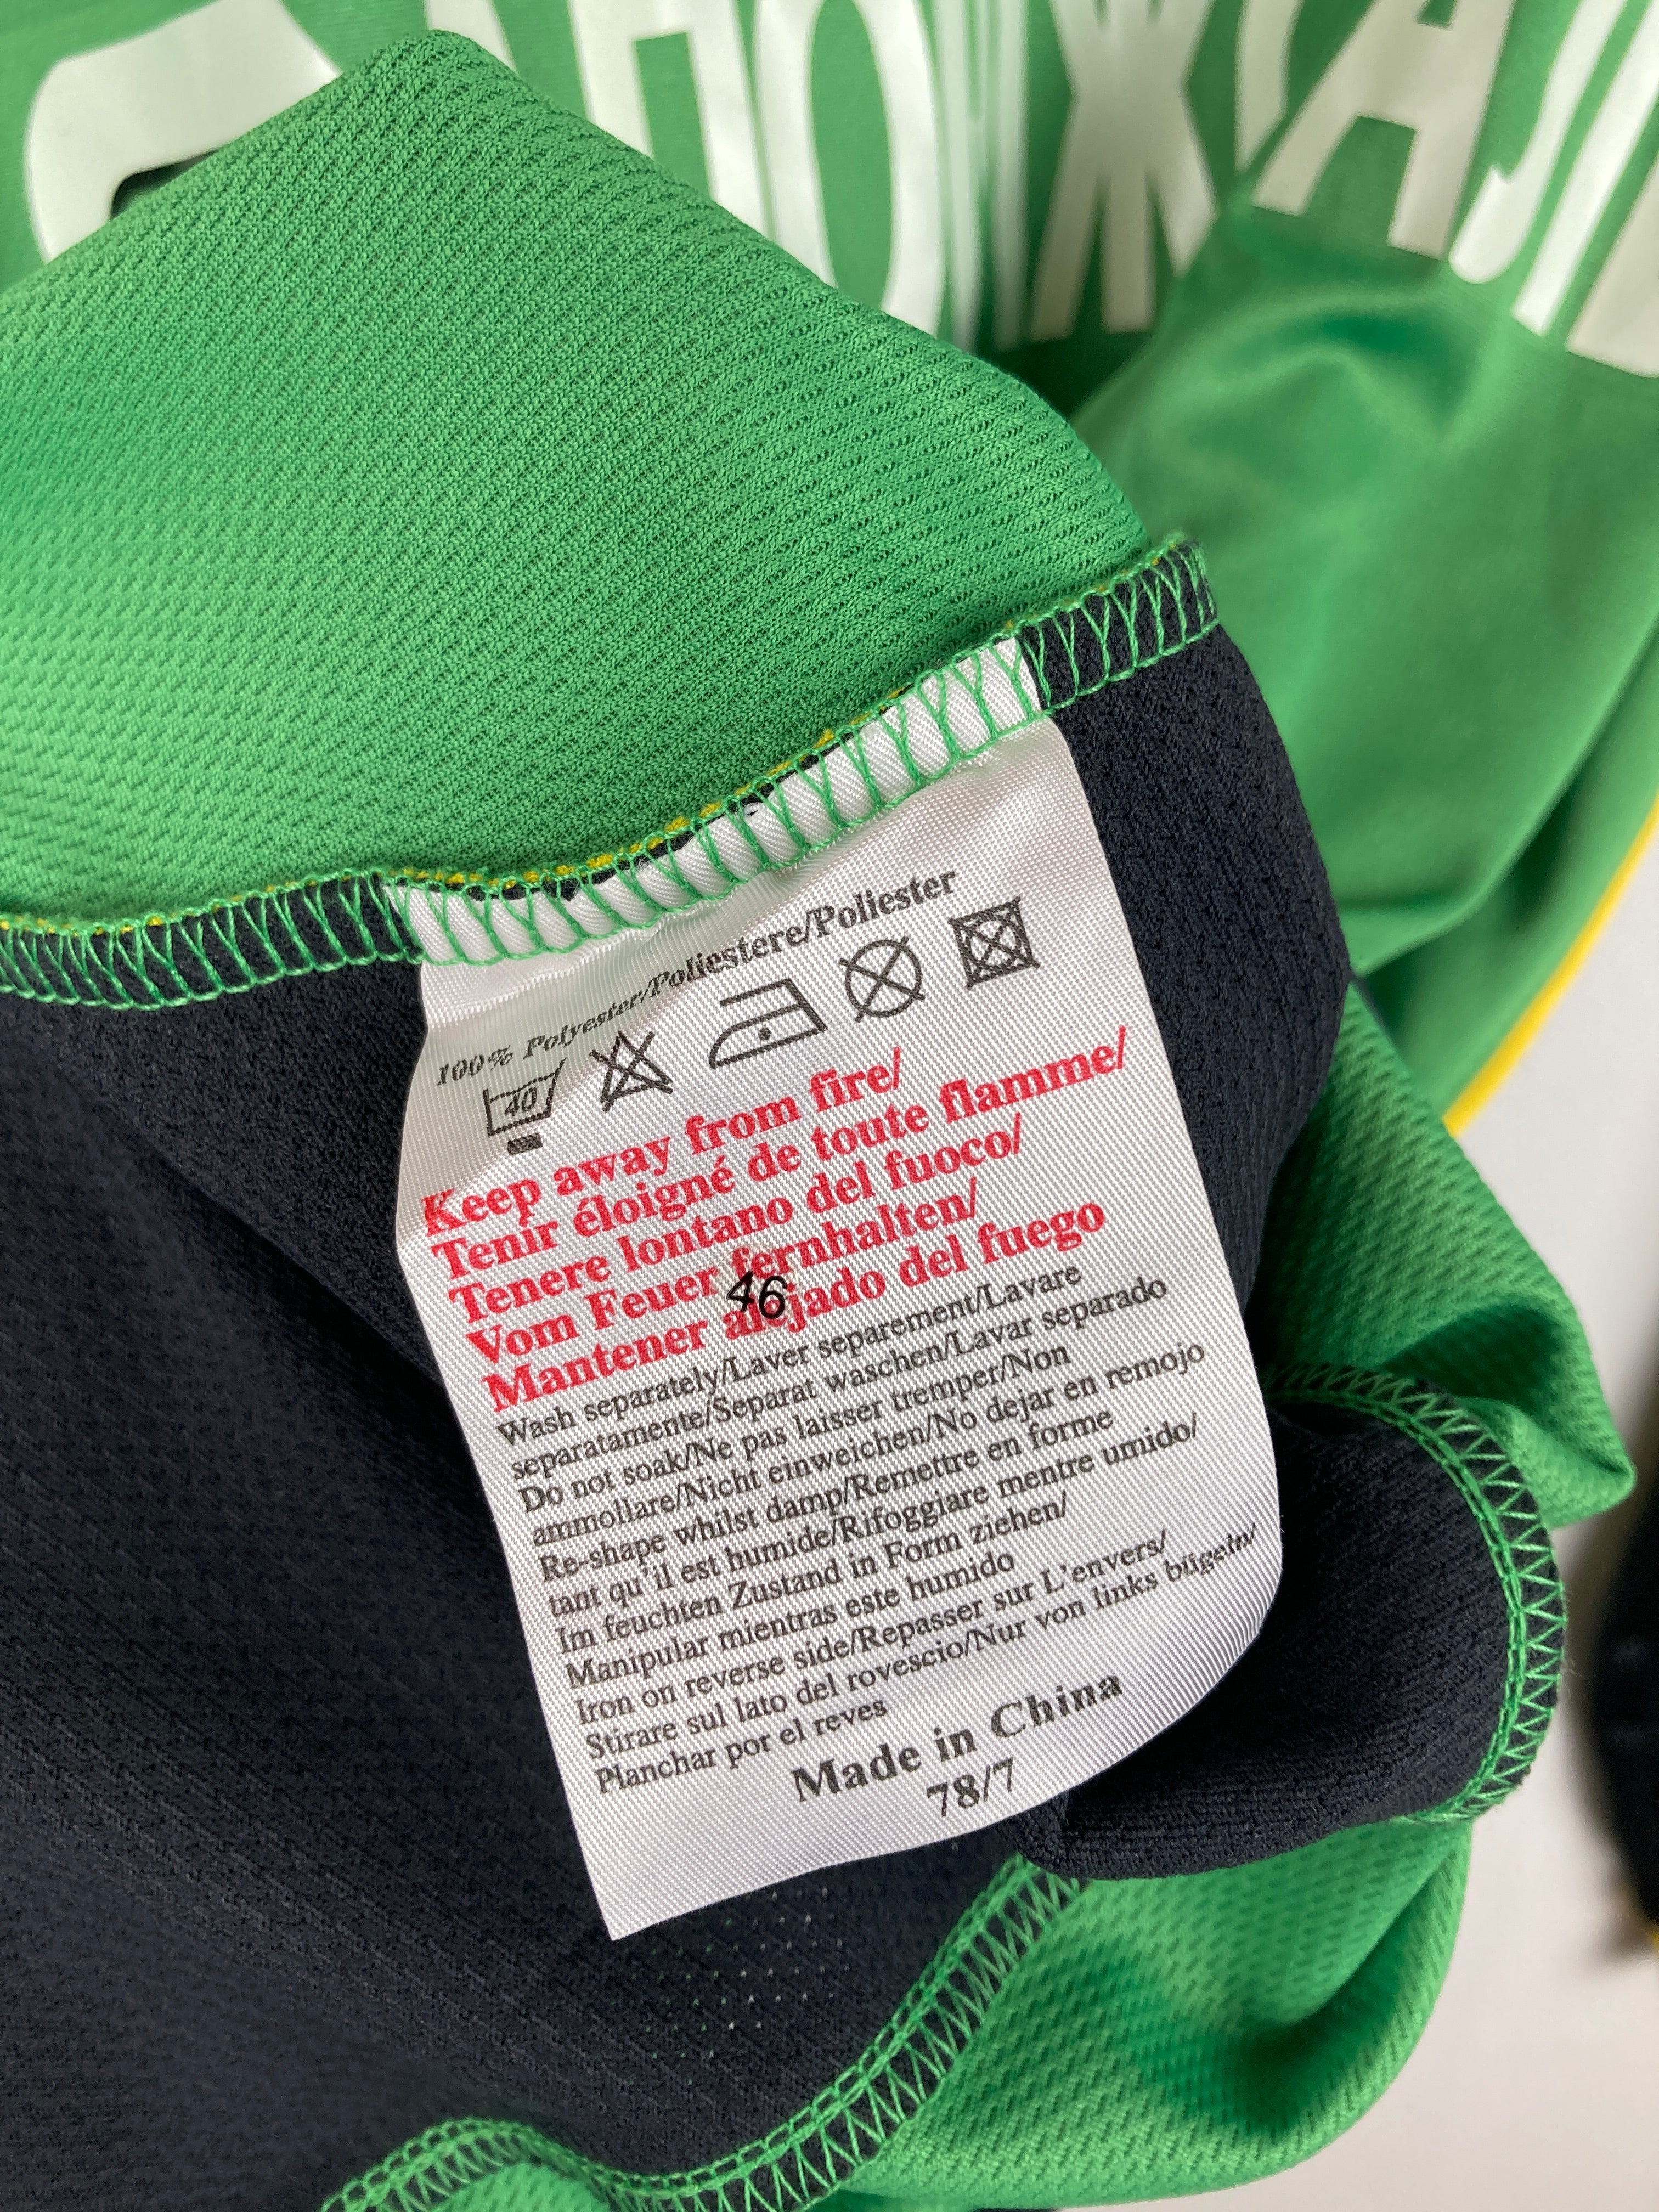 100% Polyester/Poliestere/Poliester
40
Keep away from fire/
Tenir éloigné de toute flamme/
Tenere lontano del fuoco/
Vom Feuer fernhalten/
Mantener alejado del fuego
46
Wash separately/Laver separement/Lavare
separatamente/Separat waschen/Lavar separado
Do not soak/Ne pas laisser tremper/Non
ammollare/Nicht einweichen/No dejar en remojo
Re-shape whilst damp/Remettre en forme
tant qu'il est humide/Rifoggiare mentre umido/
Im feuchten Zustand in Form ziehen/
Manipular mientras este humido
Iron on reverse side/Repasser sur L'envers/
Stirare sul lato del rovescio/Nur von links bügeln/
Planchar por el reves
Made in China
78/7